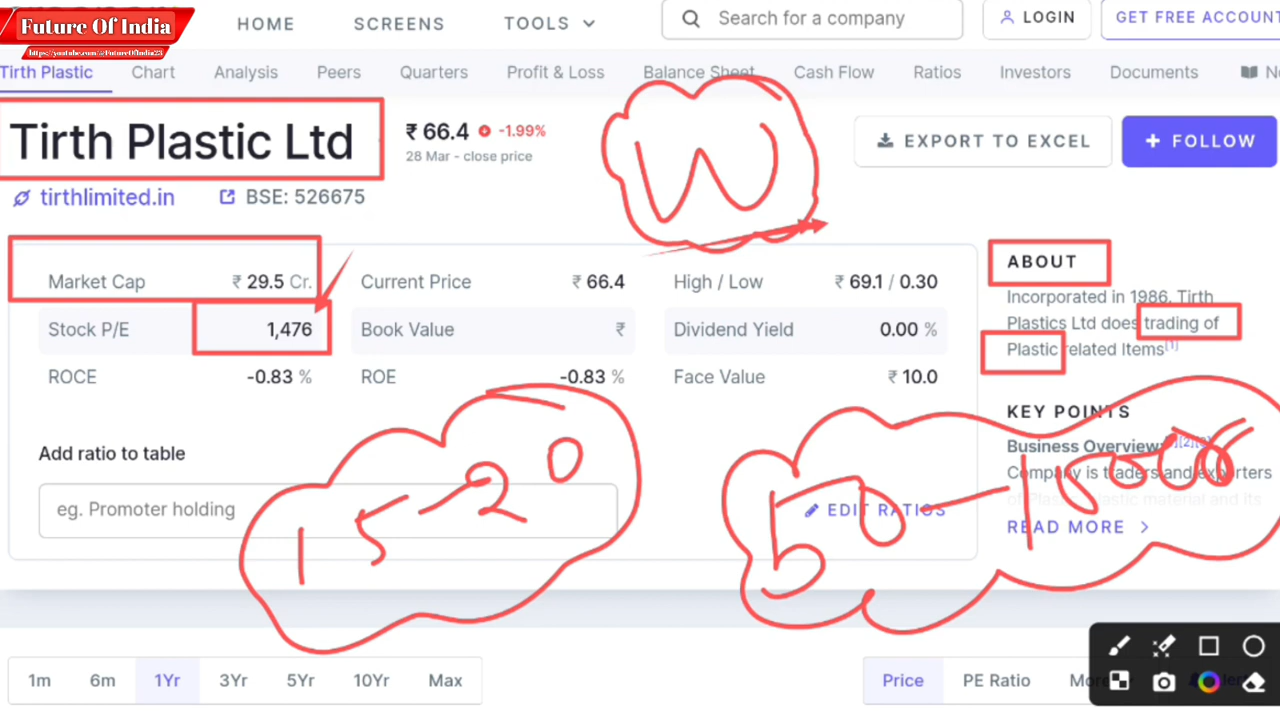 Future Of India
https://youtube.com/@FutureOfIndia23
HOME
SCREENS
TOOLS
Search for a company
LOGIN
GET FREE ACCOUNT
Tirth Plastic
Chart
Analysis
Peers
Quarters
Profit & Loss
Balance Sheet
Cash Flow
Ratios
Investors
Documents
Tirth Plastic Ltd
₹ 66.4 -1.99%
28 Mar - close price
EXPORT TO EXCEL
+ FOLLOW
tirthlimited.in
BSE: 526675
W
Market Cap ₹ 29.5 Cr.
Current Price ₹ 66.4
High / Low ₹ 69.1 / 0.30
Stock P/E 1,476
Book Value ₹
Dividend Yield 0.00 %
ROCE -0.83 %
ROE -0.83 %
Face Value ₹ 10.0
Add ratio to table
eg. Promoter holding
EDIT RATIOS
15-20
ABOUT
Incorporated in 1986, Tirth
Plastics Ltd does trading of
Plastic related Items[1]
KEY POINTS
Business Overview:
Company is traders and exporters
READ MORE
1m
6m
1Yr
3Yr
5Yr
10Yr
Max
Price
PE Ratio